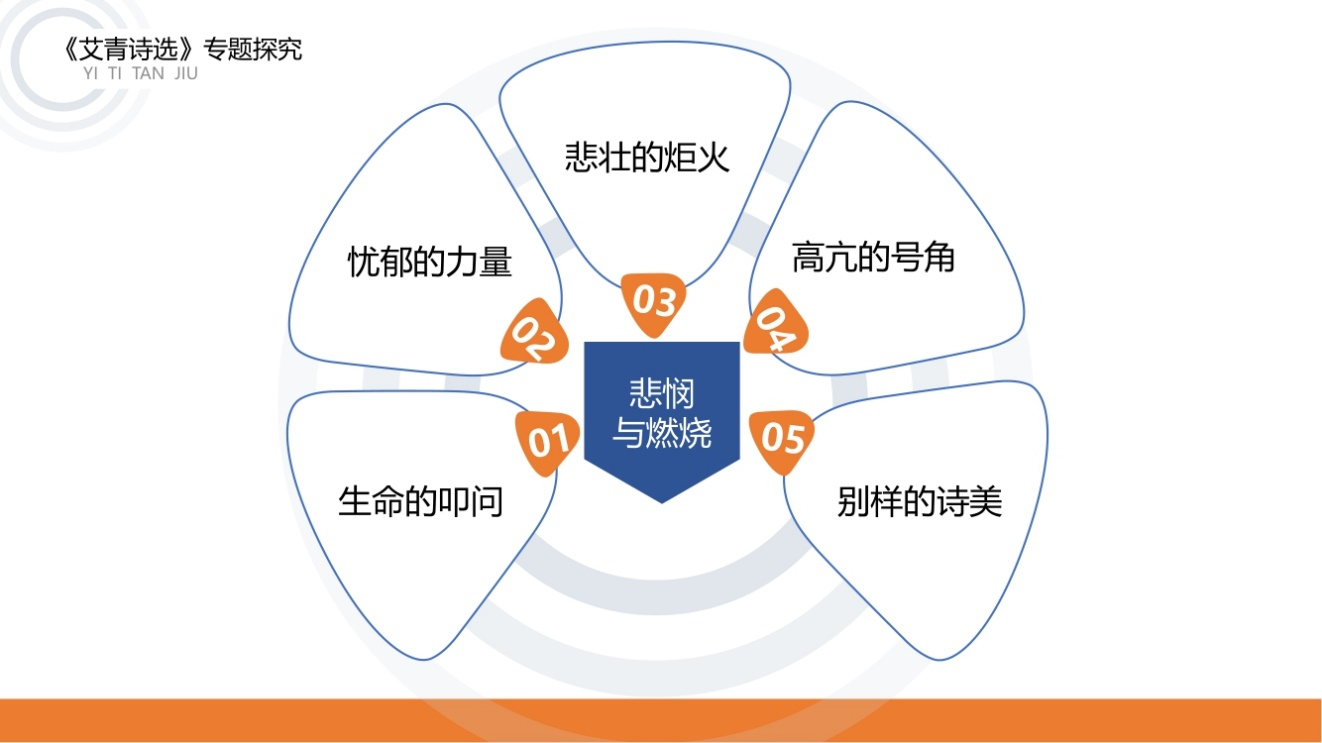 《艾青诗选》专题探究
YI TI TAN JIU
生命的叩问
01
忧郁的力量
02
悲壮的炬火
03
高亢的号角
04
别样的诗美
05
悲悯
与燃烧